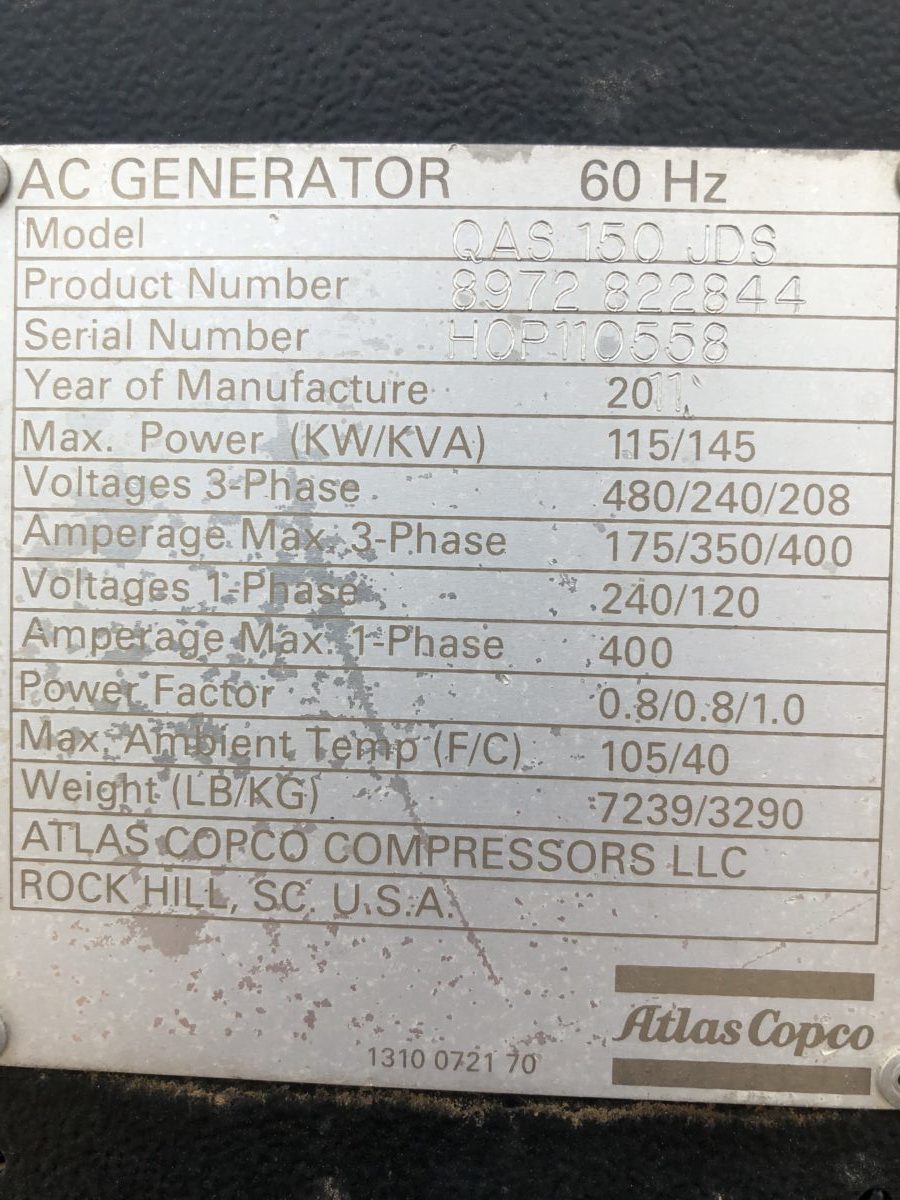 AC GENERATOR 60 Hz
Model QAS 150 JDS
Product Number 8972 822844
Serial Number HOP110558
Year of Manufacture 2011
Max. Power (KW/KVA) 115/145
Voltages 3-Phase 480/240/208
Amperage Max. 3-Phase 175/350/400
Voltages 1-Phase 240/120
Amperage Max. 1-Phase 400
Power Factor 0.8/0.8/1.0
Max. Ambient Temp (F/C) 105/40
Weight (LB/KG) 7239/3290
ATLAS COPCO COMPRESSORS LLC
ROCK HILL, SC. U.S.A.
Atlas Copco
1310 0721 70